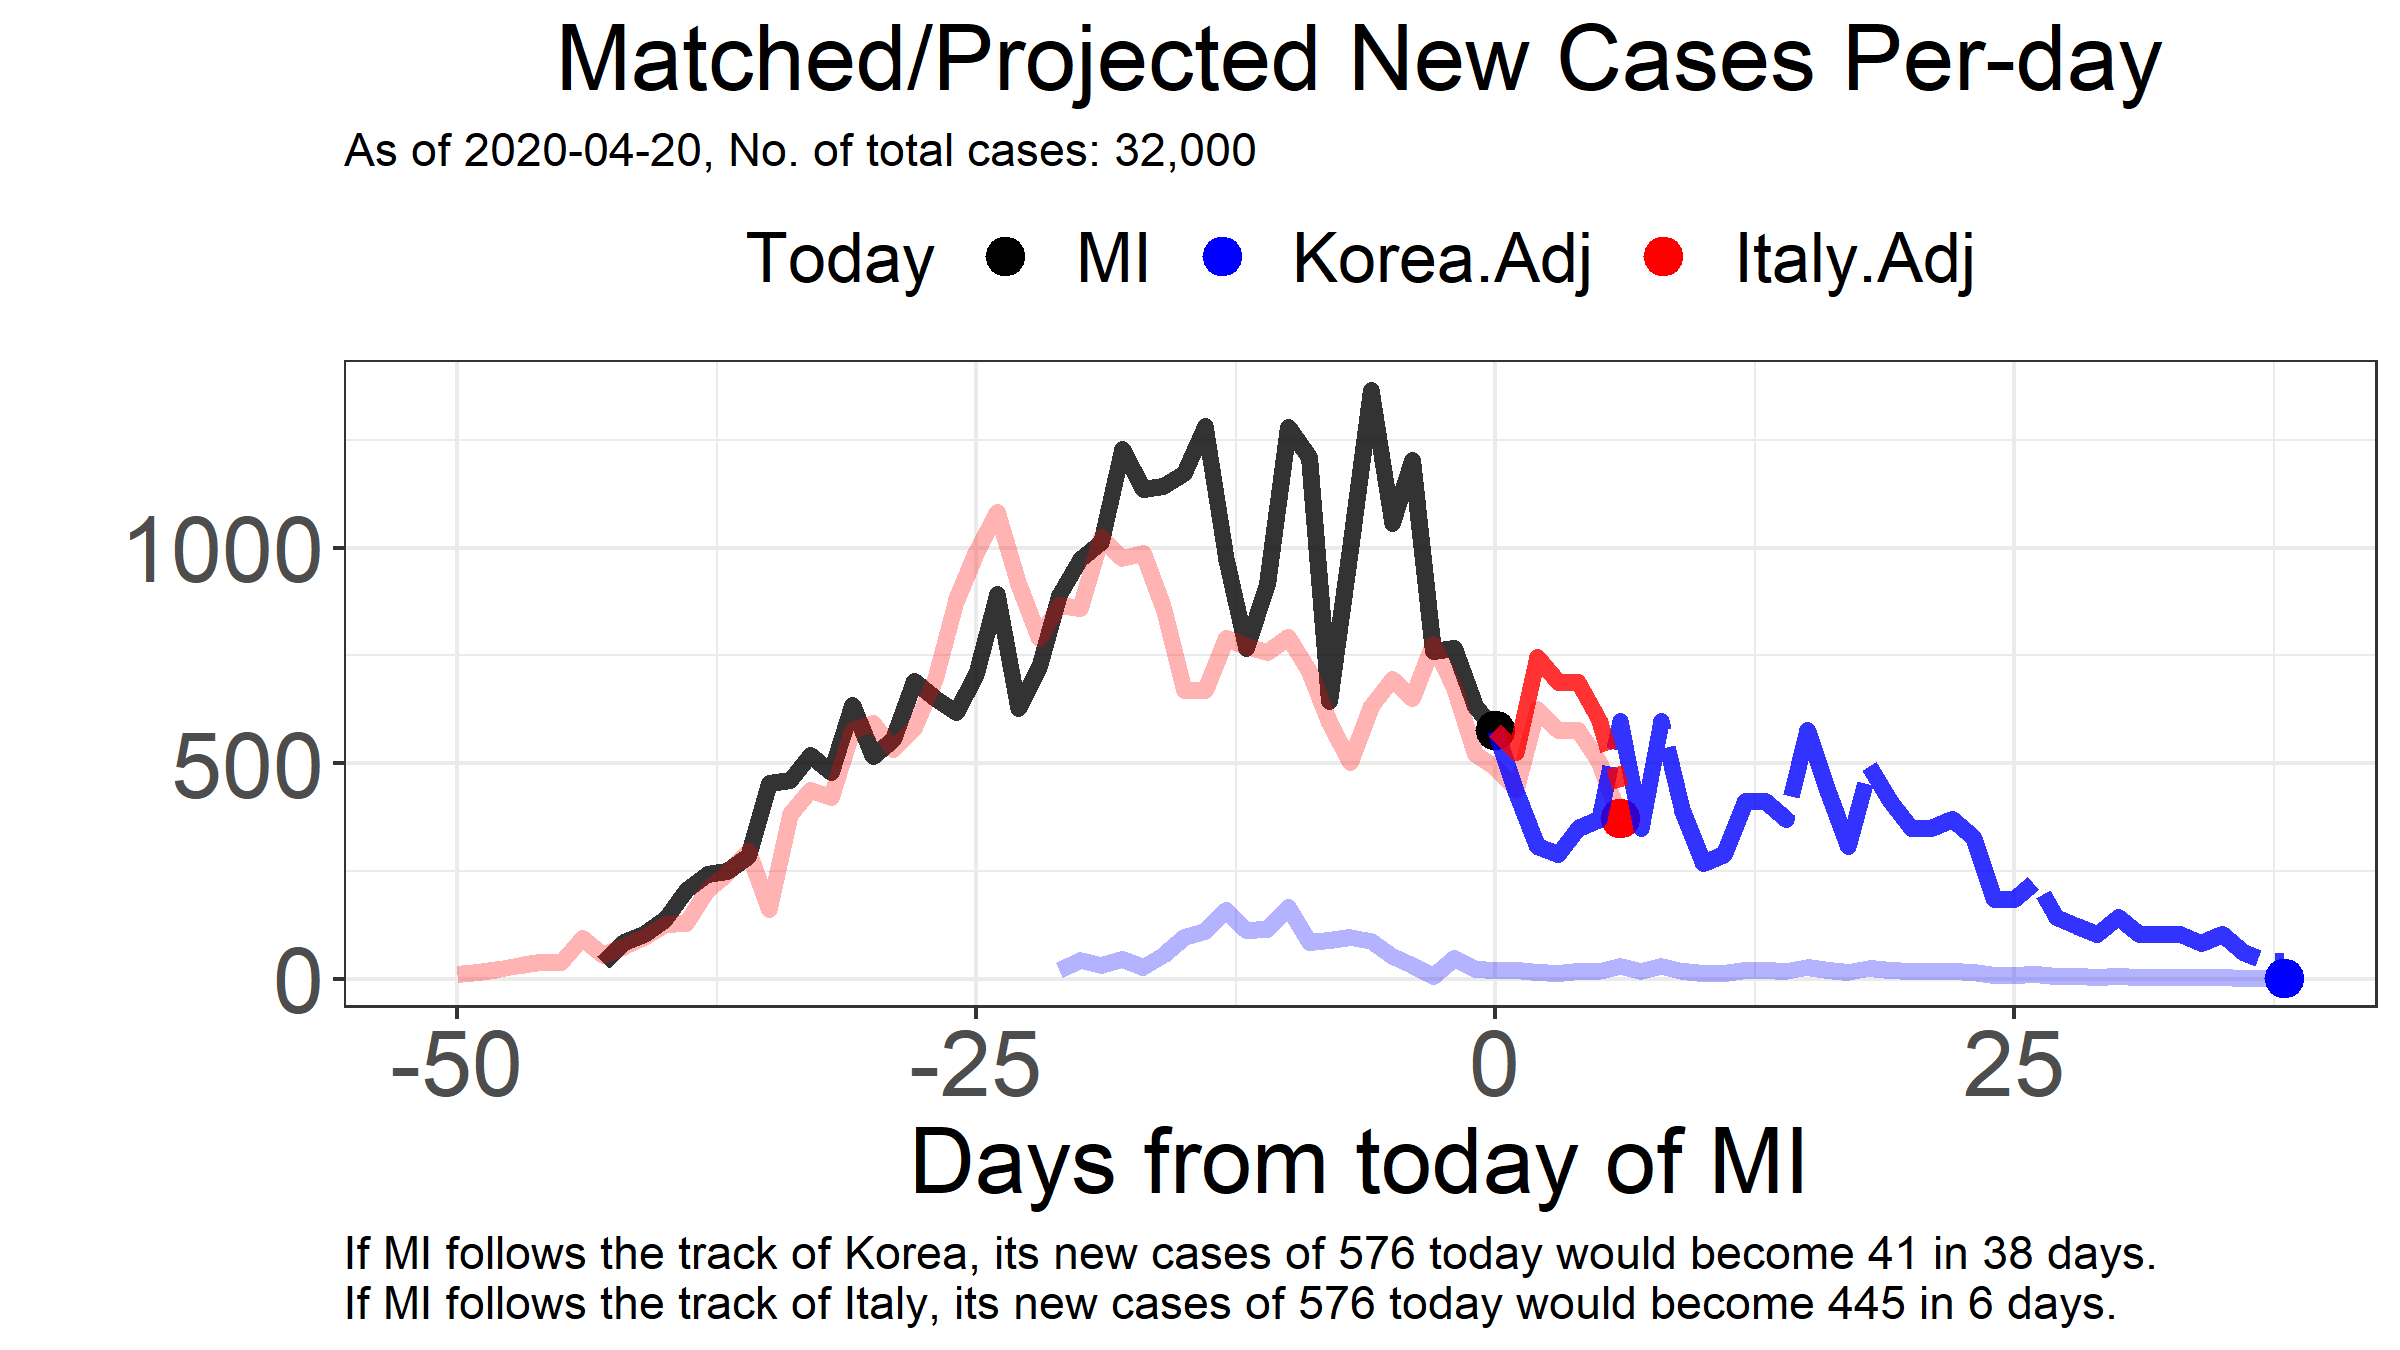 Matched/Projected New Cases Per-day
As of 2020-04-20, No. of total cases: 32,000
Today MI Korea.Adj Italy.Adj
1000
500
0
-50 -25 0 25
Days from today of MI
If MI follows the track of Korea, its new cases of 576 today would become 41 in 38 days.
If MI follows the track of Italy, its new cases of 576 today would become 445 in 6 days.